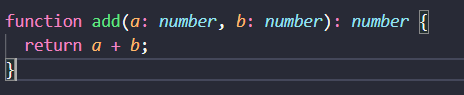 function add(a: number, b: number): number {
  return a + b;
}